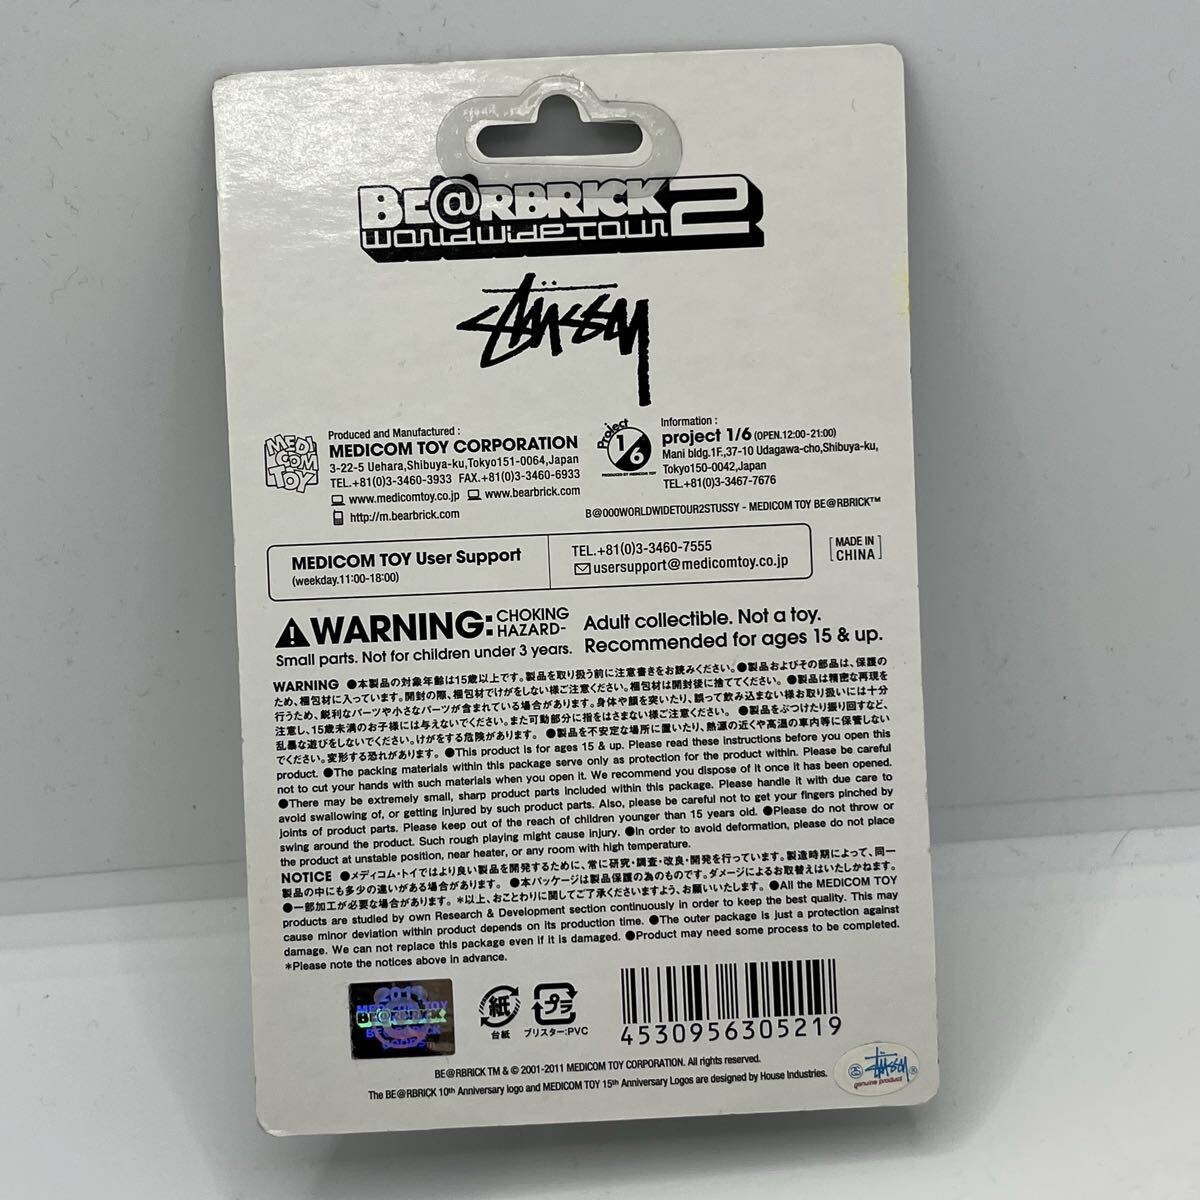 BE@RBRICK
worldwidetour2
stüssy
MEDI
COM
TOY
Produced and Manufactured :
MEDICOM TOY CORPORATION
3-22-5 Uehara,Shibuya-ku,Tokyo151-0064,Japan
TEL.+81(0)3-3460-3933 FAX.+81(0)3-3460-6933
www.medicomtoy.co.jp www.bearbrick.com
http://m.bearbrick.com
Project
1/6
PRODUCED BY MEDICOM TOY
Information :
project 1/6 (OPEN.12:00-21:00)
Mani bldg.1F.,37-10 Udagawa-cho,Shibuya-ku,
Tokyo150-0042,Japan
TEL.+81(0)3-3467-7676
B@000WORLDWIDETOUR2STUSSY - MEDICOM TOY BE@RBRICK™
MEDICOM TOY User Support
(weekday.11:00-18:00)
TEL.+81(0)3-3460-7555
usersupport@medicomtoy.co.jp
[MADE IN
CHINA]
WARNING: CHOKING
HAZARD-
Small parts. Not for children under 3 years.
Adult collectible. Not a toy.
Recommended for ages 15 & up.
WARNING ●本製品の対象年齢は15歳以上です。製品を取り扱う前に注意書きをお読みください。●製品およびその部品は、保護の
ため、梱包材に入っています。開封の際、梱包材でけがをしない様ご注意ください。梱包材は開封後に捨ててください。 ●製品は精密な再現を
行うため、鋭利なパーツや小さなパーツが含まれている場合があります。身体や顔を突いたり、誤って飲み込まない様お取り扱いには十分
注意し、15歳未満のお子様には与えないでください。また可動部分に指をはさまない様ご注意ください。 ●製品をぶつけたり振り回すなど、
乱暴な遊びをしないでください。けがをする危険があります。 ●製品を不安定な場所に置いたり、熱源の近くや高温の車内等に保管しない
でください。変形する恐れがあります。 ●This product is for ages 15 & up. Please read these instructions before you open this
product. ●The packing materials within this package serve only as protection for the product within. Please be careful
not to cut your hands with such materials when you open it. We recommend you dispose of it once it has been opened.
●There may be extremely small, sharp product parts included within this package. Please handle it with due care to
avoid swallowing of, or getting injured by such product parts. Also, please be careful not to get your fingers pinched by
joints of product parts. Please keep out of the reach of children younger than 15 years old. ●Please do not throw or
swing around the product. Such rough playing might cause injury. ●In order to avoid deformation, please do not place
the product at unstable position, near heater, or any room with high temperature.
NOTICE ●メディコム・トイではより良い製品を開発するために、常に研究・調査・改良・開発を行っています。製造時期によって、同一
製品の中にも多少の違いがある場合があります。 ●本パッケージは製品保護の為のものです。ダメージによるお取替えはいたしかねます。
●一部加工が必要な場合があります。 *以上、おことわりに関してご了承くださいますよう、お願いいたします。 ●All the MEDICOM TOY
products are studied by own Research & Development section continuously in order to keep the best quality. This may
cause minor deviation within product depends on its production time. ●The outer package is just a protection against
damage. We can not replace this package even if it is damaged. ●Product may need some process to be completed.
*Please note the notices above in advance.
2011
MEDICOM TOY
BE@RBRICK
GOODS
紙
台紙
プラ
ブリスター:PVC
4530956305219
stüssy
genuine product
BE@RBRICK TM & © 2001-2011 MEDICOM TOY CORPORATION. All rights reserved.
The BE@RBRICK 10th Anniversary logo and MEDICOM TOY 15th Anniversary Logos are designed by House Industries.